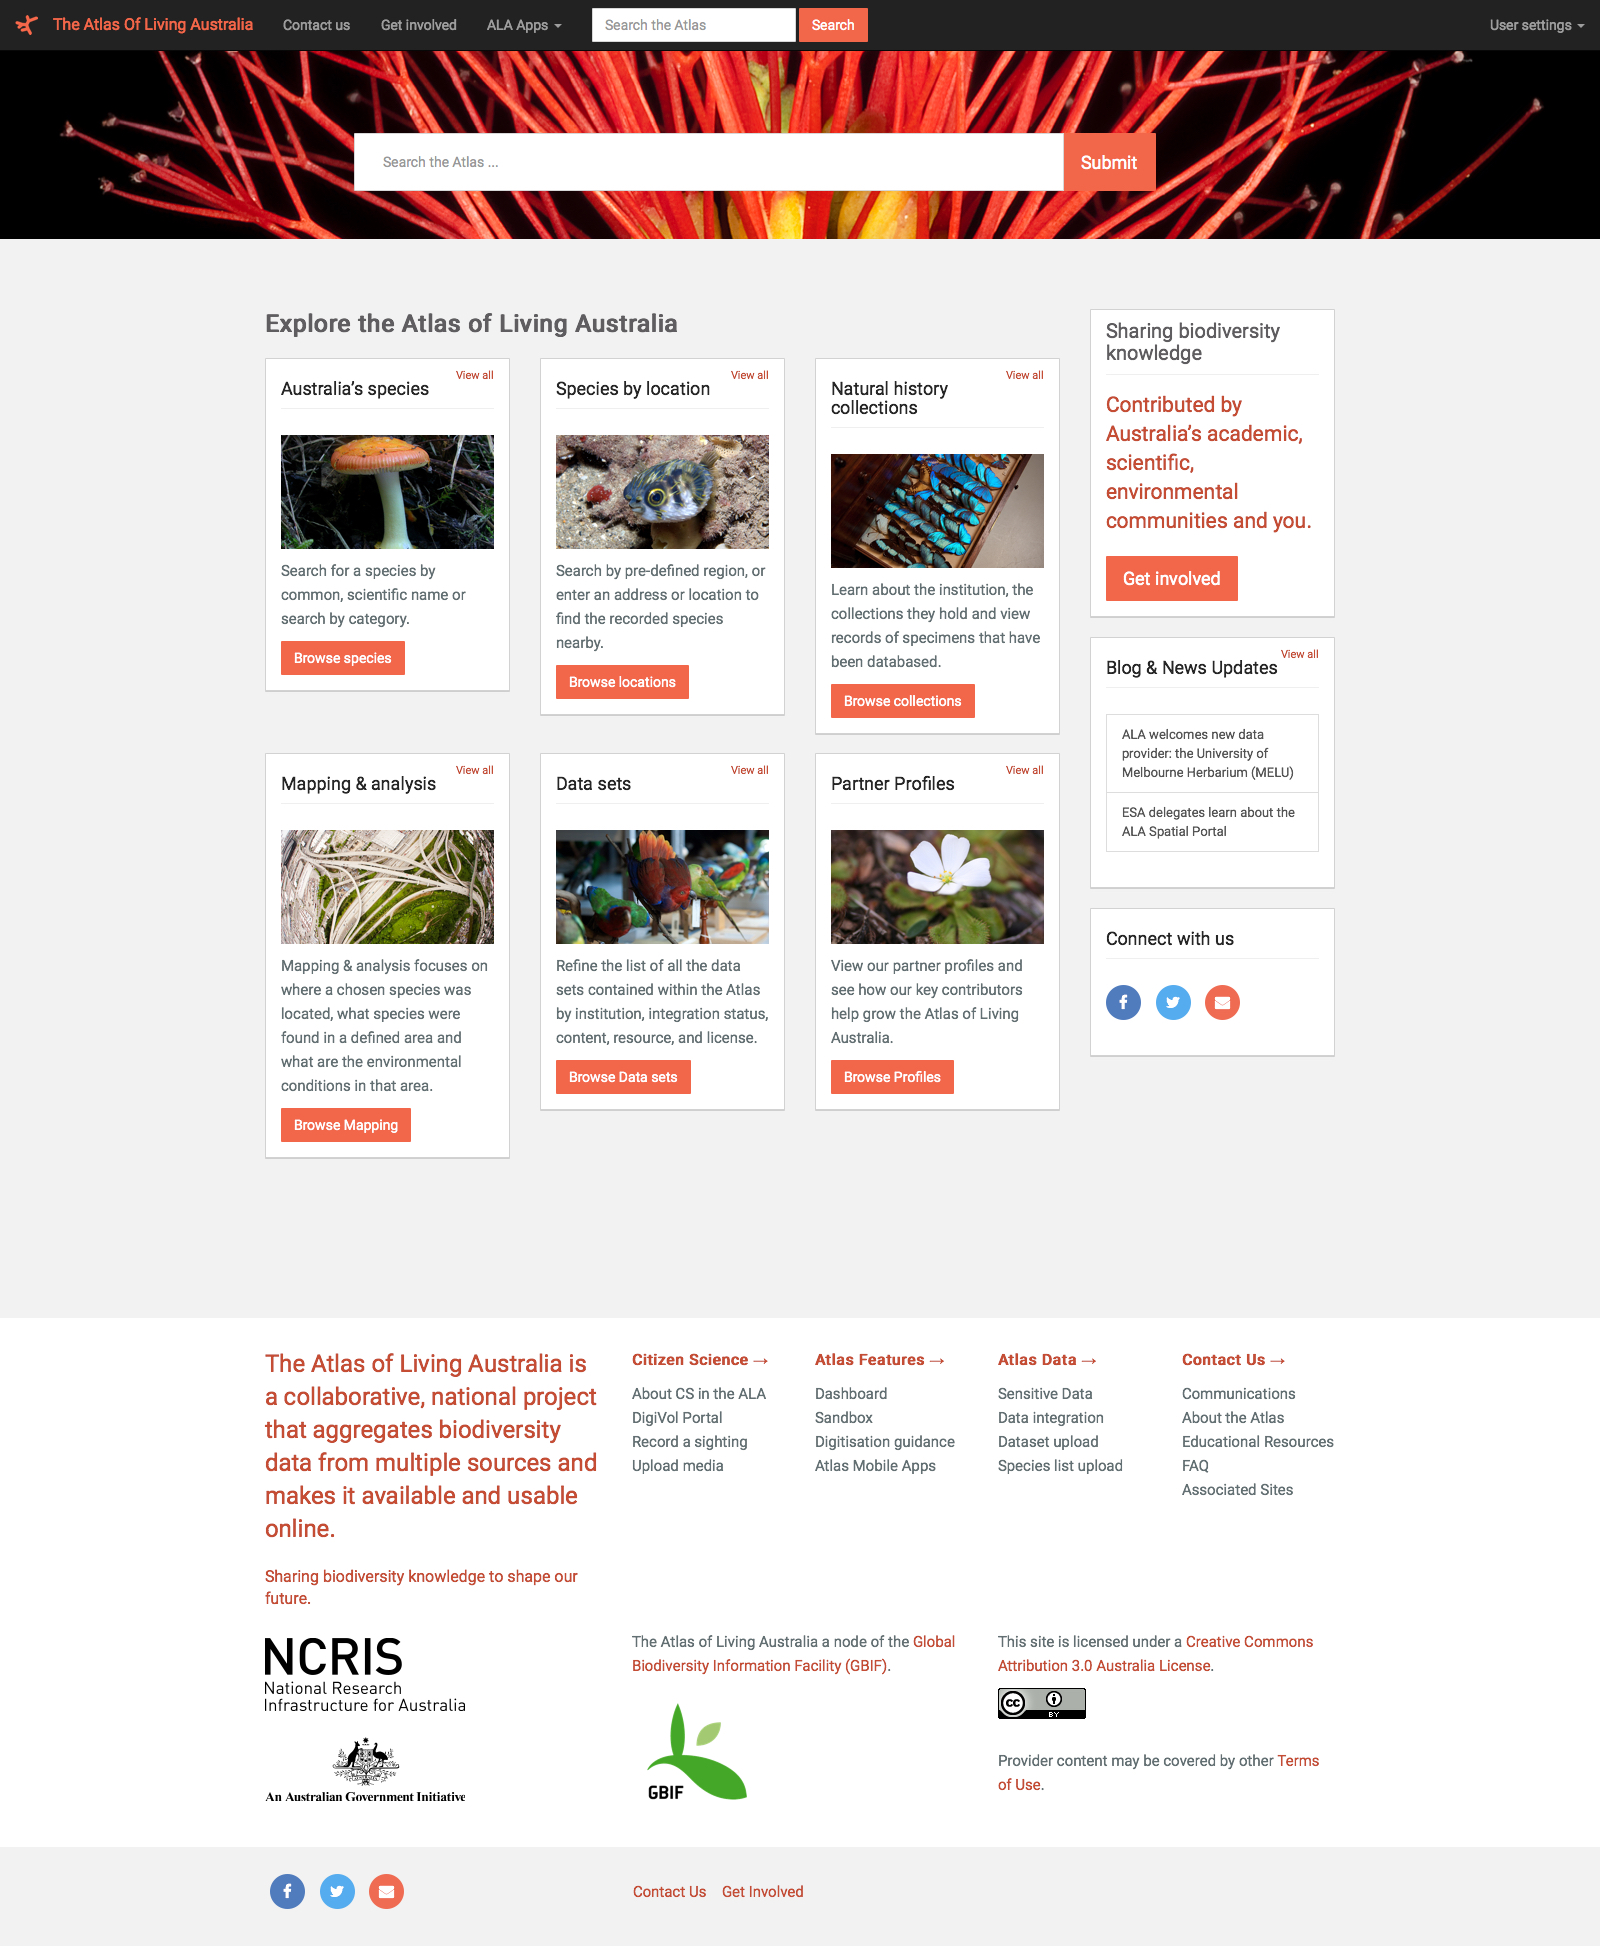 The Atlas Of Living Australia
Contact us
Get involved
ALA Apps
Search the Atlas
Search
User settings
Search the Atlas ...
Submit
Explore the Atlas of Living Australia
Australia’s species
View all
Search for a species by
common, scientific name or
search by category.
Browse species
Species by location
View all
Search by pre-defined region, or
enter an address or location to
find the recorded species
nearby.
Browse locations
Natural history
collections
View all
Learn about the institution, the
collections they hold and view
records of specimens that have
been databased.
Browse collections
Mapping & analysis
View all
Mapping & analysis focuses on
where a chosen species was
located, what species were
found in a defined area and
what are the environmental
conditions in that area.
Browse Mapping
Data sets
View all
Refine the list of all the data
sets contained within the Atlas
by institution, integration status,
content, resource, and license.
Browse Data sets
Partner Profiles
View all
View our partner profiles and
see how our key contributors
help grow the Atlas of Living
Australia.
Browse Profiles
Sharing biodiversity
knowledge
Contributed by
Australia’s academic,
scientific,
environmental
communities and you.
Get involved
Blog & News Updates
View all
ALA welcomes new data
provider: the University of
Melbourne Herbarium (MELU)
ESA delegates learn about the
ALA Spatial Portal
Connect with us
The Atlas of Living Australia is
a collaborative, national project
that aggregates biodiversity
data from multiple sources and
makes it available and usable
online.
Sharing biodiversity knowledge to shape our
future.
Citizen Science →
About CS in the ALA
DigiVol Portal
Record a sighting
Upload media
Atlas Features →
Dashboard
Sandbox
Digitisation guidance
Atlas Mobile Apps
Atlas Data →
Sensitive Data
Data integration
Dataset upload
Species list upload
Contact Us →
Communications
About the Atlas
Educational Resources
FAQ
Associated Sites
NCRIS
National Research
Infrastructure for Australia
An Australian Government Initiative
The Atlas of Living Australia a node of the Global
Biodiversity Information Facility (GBIF).
GBIF
This site is licensed under a Creative Commons
Attribution 3.0 Australia License.
cc
BY
Provider content may be covered by other Terms
of Use.
Contact Us
Get Involved